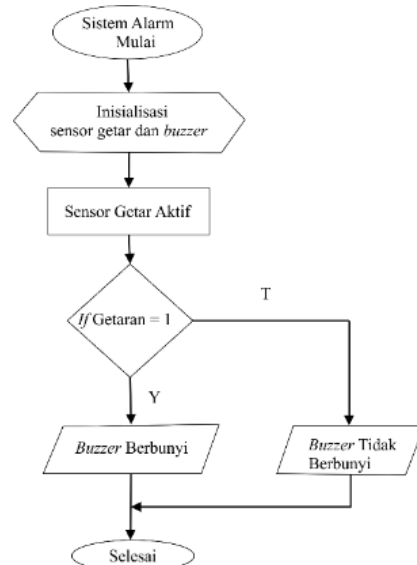 Sistem Alarm
Mulai
Inisialisasi
sensor getar dan buzzer
Sensor Getar Aktif
If Getaran = 1
T
Y
Buzzer Berbunyi
Buzzer Tidak
Berbunyi
Selesai